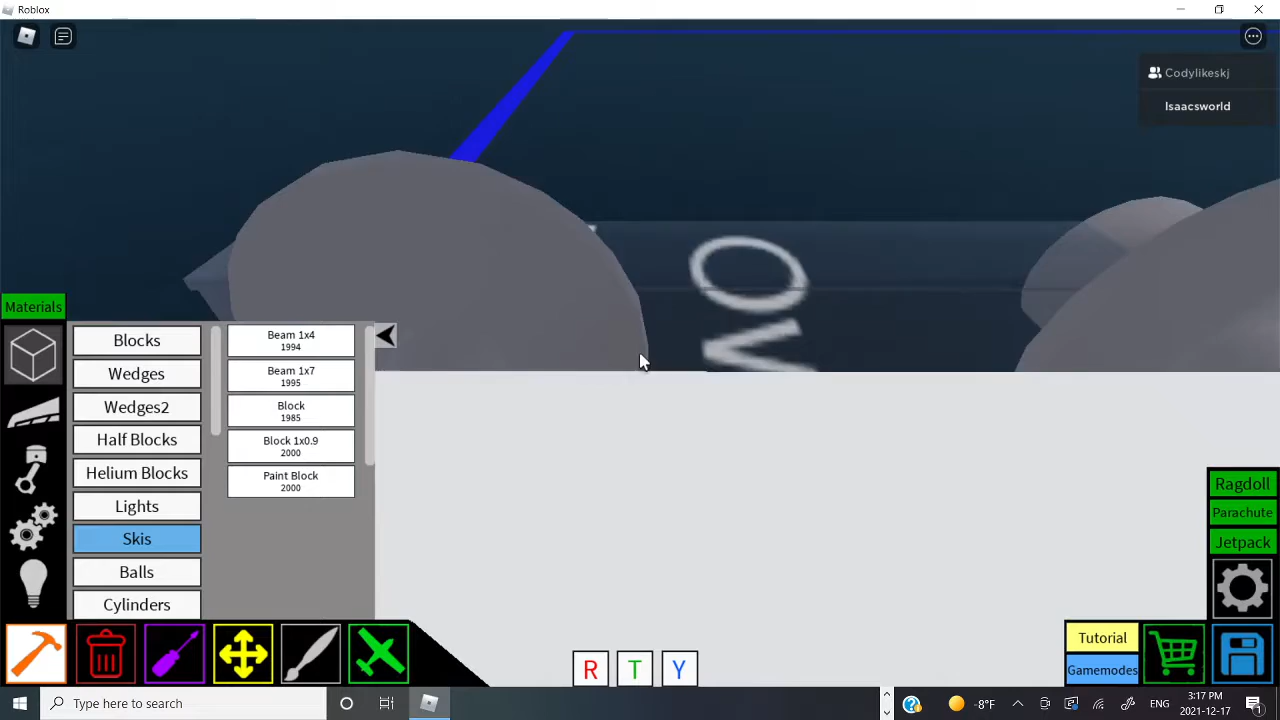 Roblox
Codylikeskj
Isaacsworld
OW
Materials
Blocks
Wedges
Wedges2
Half Blocks
Helium Blocks
Lights
Skis
Balls
Cylinders
Beam 1x4
1994
Beam 1x7
1995
Block
1985
Block 1x0.9
2000
Paint Block
2000
Ragdoll
Parachute
Jetpack
Tutorial
Gamemodes
R T Y
Type here to search
-8°F
3:17 PM
2021-12-17
1